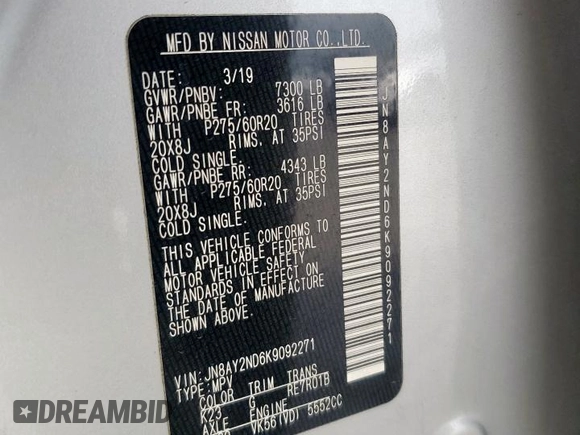 MFD BY NISSAN MOTOR CO.,LTD.
DATE: 3/19
GVWR/PNBV: 7300 LB
GAWR/PNBE FR: 3616 LB
WITH P275/60R20 TIRES
20X8J RIMS, AT 35PSI
COLD SINGLE.
GAWR/PNBE RR: 4343 LB
WITH P275/60R20 TIRES
20X8J RIMS, AT 35PSI
COLD SINGLE.
THIS VEHICLE CONFORMS TO
ALL APPLICABLE FEDERAL
MOTOR VEHICLE SAFETY
STANDARDS IN EFFECT ON
THE DATE OF MANUFACTURE
SHOWN ABOVE.
VIN: JN8AY2ND6K9092271
TYPE: MPV
COLOR TRIM TRANS
K23 G RE7R01B
AXLE ENGINE
VK56(VD) 5552CC
JN8AY2ND6K9092271
DREAMBID